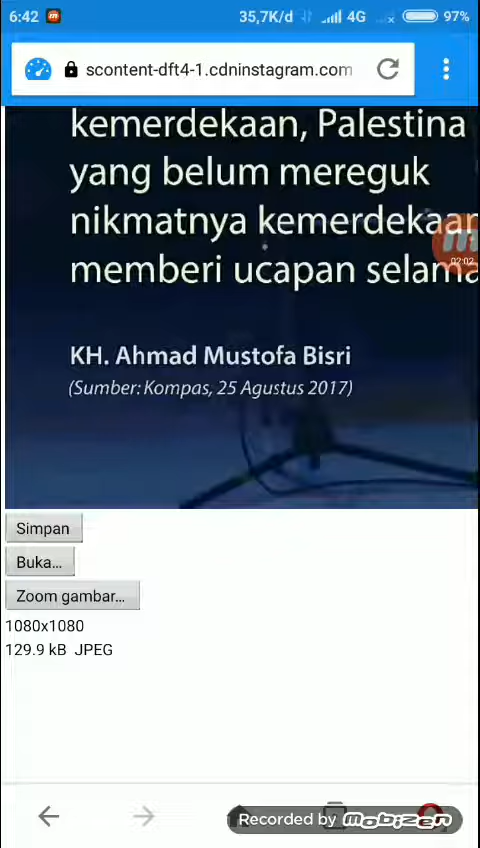 6:42 35,7K/d 4G 97%
scontent-dft4-1.cdninstagram.com
kemerdekaan, Palestina
yang belum mereguk
nikmatnya kemerdekaan
memberi ucapan selama
02:02
KH. Ahmad Mustofa Bisri
(Sumber: Kompas, 25 Agustus 2017)
Simpan
Buka...
Zoom gambar...
1080x1080
129.9 kB JPEG
Recorded by Mobizen